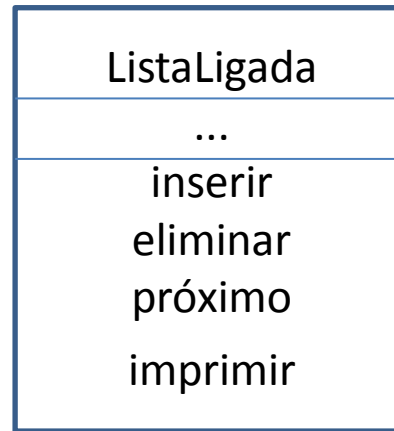 ListaLigada
...
inserir
eliminar
próximo
imprimir